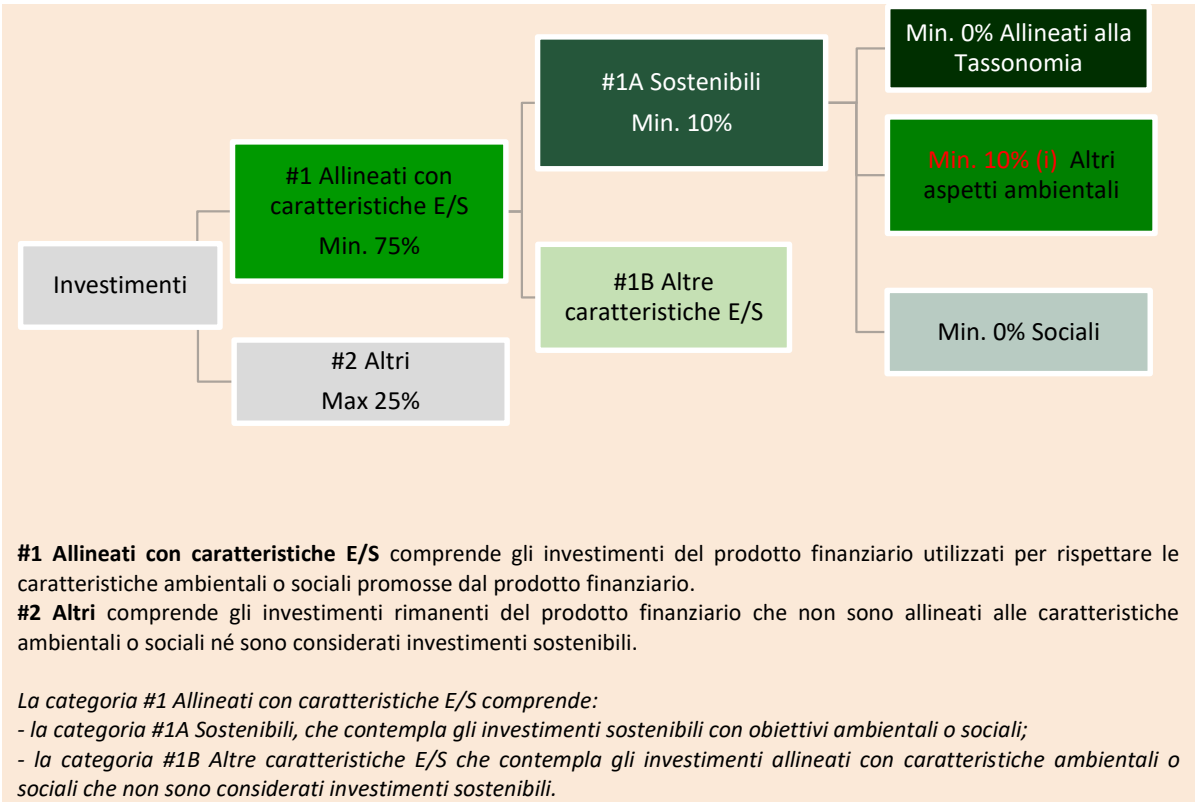 Min. 0% Allineati alla
Tassonomia
#1A Sostenibili
Min. 10%
Min. 10% (i) Altri
aspetti ambientali
#1 Allineati con
caratteristiche E/S
Min. 75%
Investimenti
#1B Altre
caratteristiche E/S
Min. 0% Sociali
#2 Altri
Max 25%
#1 Allineati con caratteristiche E/S comprende gli investimenti del prodotto finanziario utilizzati per rispettare le
caratteristiche ambientali o sociali promosse dal prodotto finanziario.
#2 Altri comprende gli investimenti rimanenti del prodotto finanziario che non sono allineati alle caratteristiche
ambientali o sociali né sono considerati investimenti sostenibili.
La categoria #1 Allineati con caratteristiche E/S comprende:
- la categoria #1A Sostenibili, che contempla gli investimenti sostenibili con obiettivi ambientali o sociali;
- la categoria #1B Altre caratteristiche E/S che contempla gli investimenti allineati con caratteristiche ambientali o
sociali che non sono considerati investimenti sostenibili.